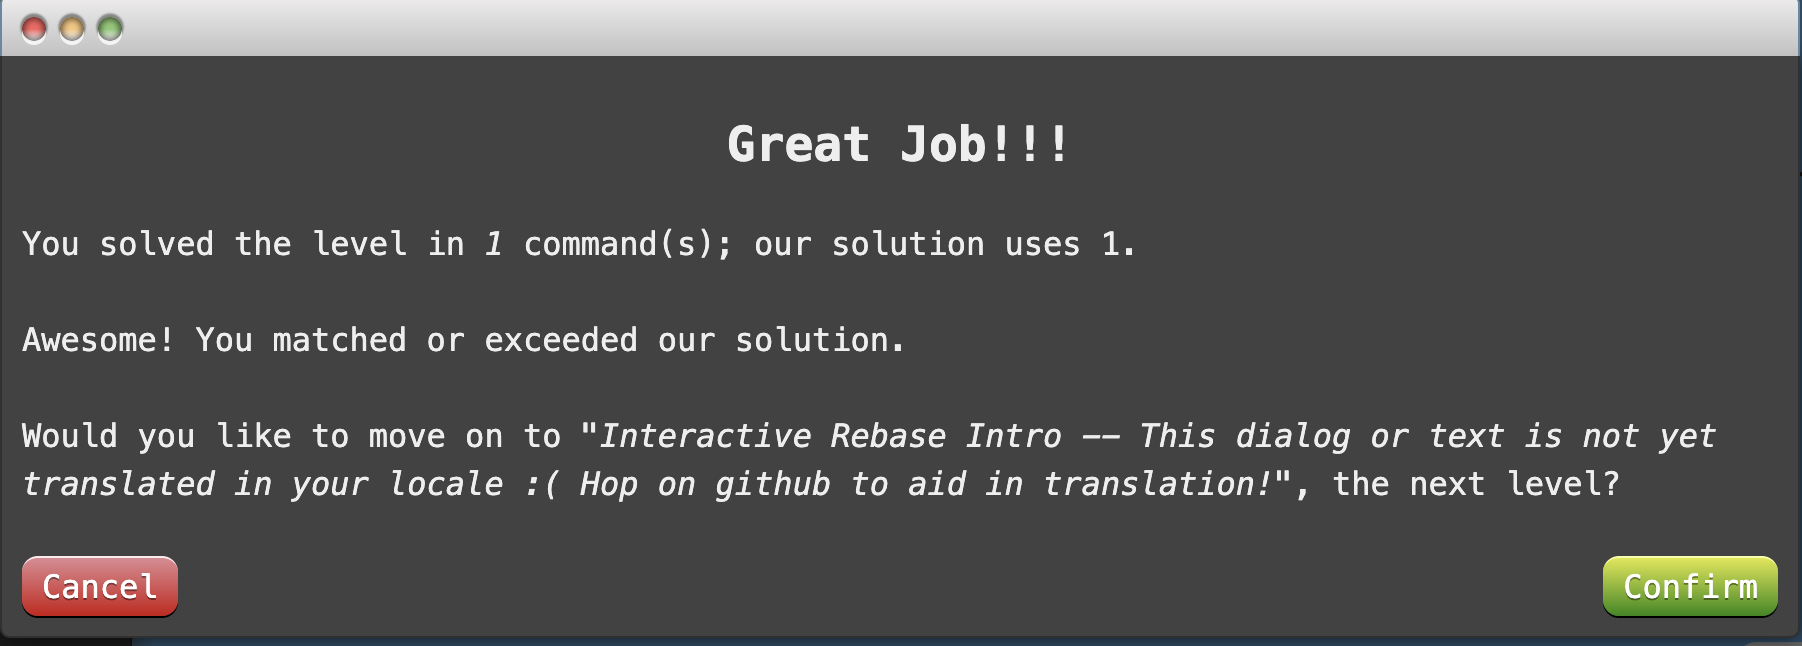 Great Job!!!
You solved the level in 1 command(s); our solution uses 1.
Awesome! You matched or exceeded our solution.
Would you like to move on to "Interactive Rebase Intro -- This dialog or text is not yet
translated in your locale :( Hop on github to aid in translation!", the next level?
Cancel
Confirm